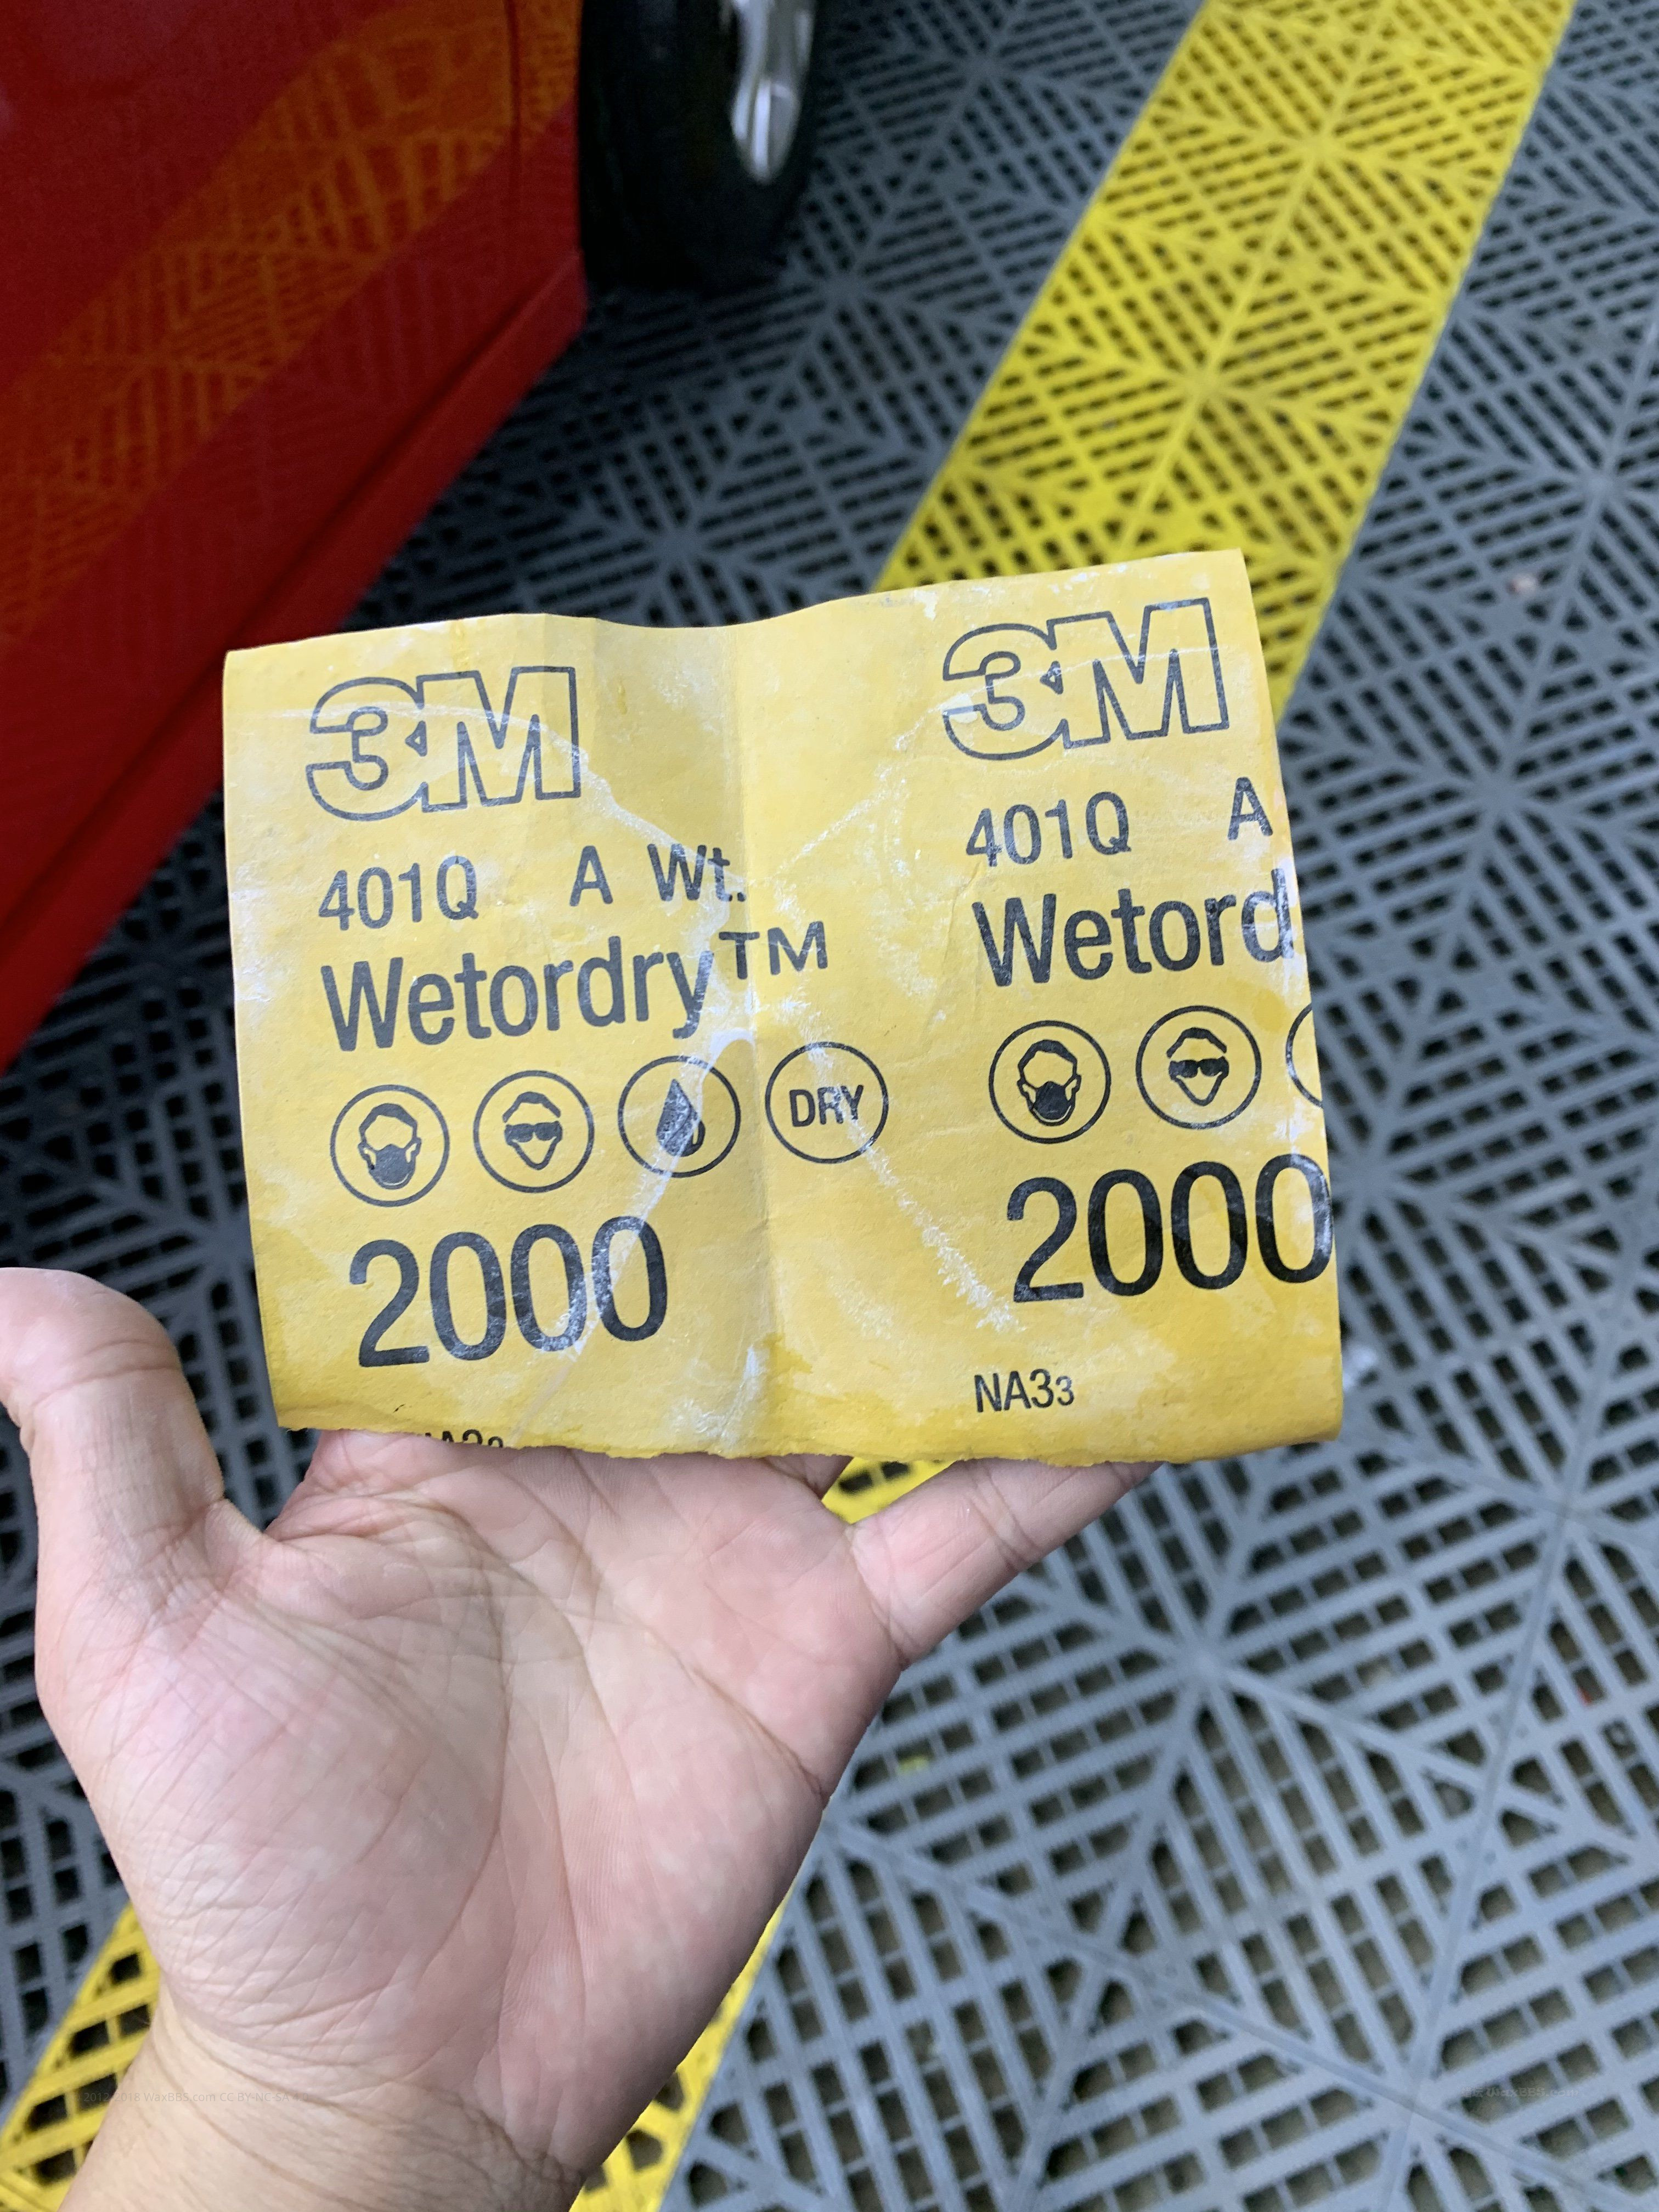 3M
401Q A Wt.
Wetordry™
DRY
2000
3M
401Q A
Wetord
2000
NA33